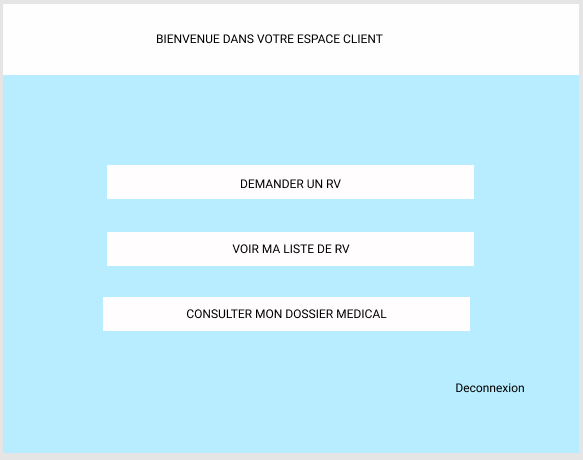 BIENVENUE DANS VOTRE ESPACE CLIENT
DEMANDER UN RV
VOIR MA LISTE DE RV
CONSULTER MON DOSSIER MEDICAL
Deconnexion